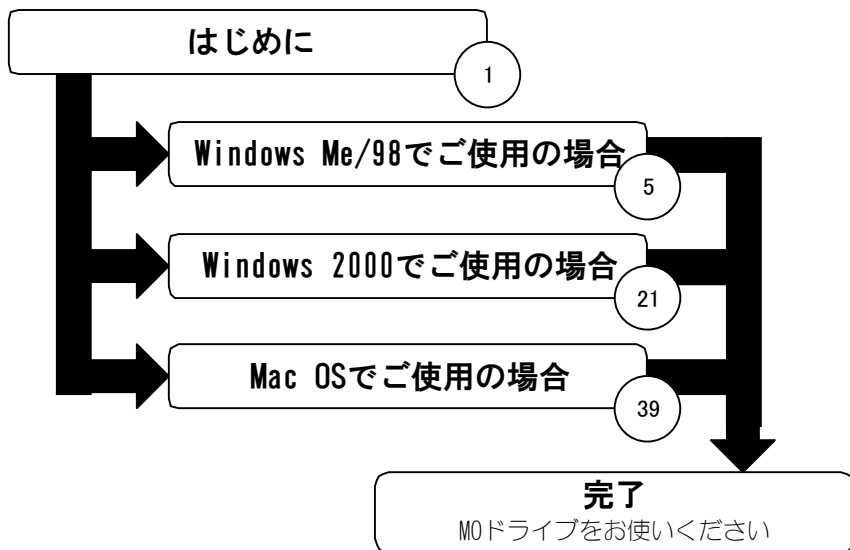 はじめに
1
Windows Me/98でご使用の場合
5
Windows 2000でご使用の場合
21
Mac OSでご使用の場合
39
完了
MOドライブをお使いください